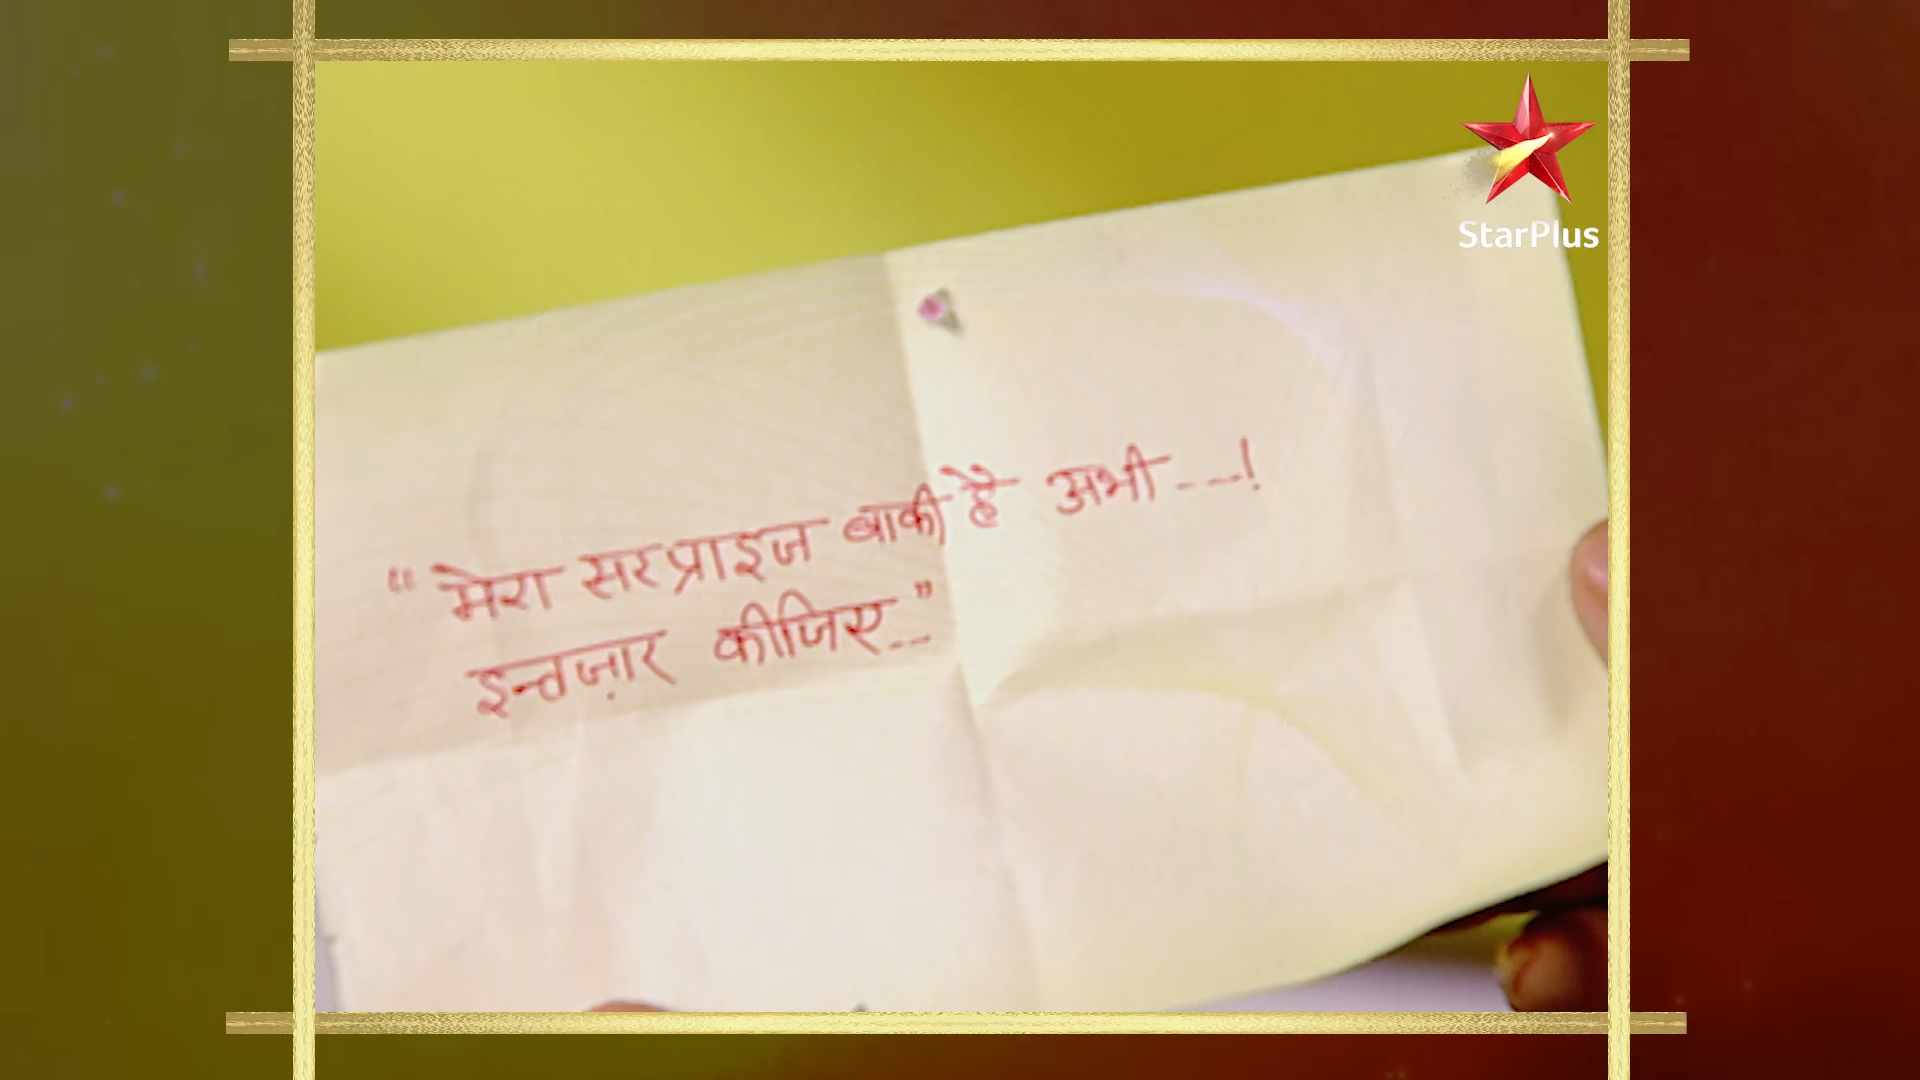 StarPlus
“ मेरा सरप्राइज बाकी है अभी ---!
इन्तज़ार कीजिए-- ”